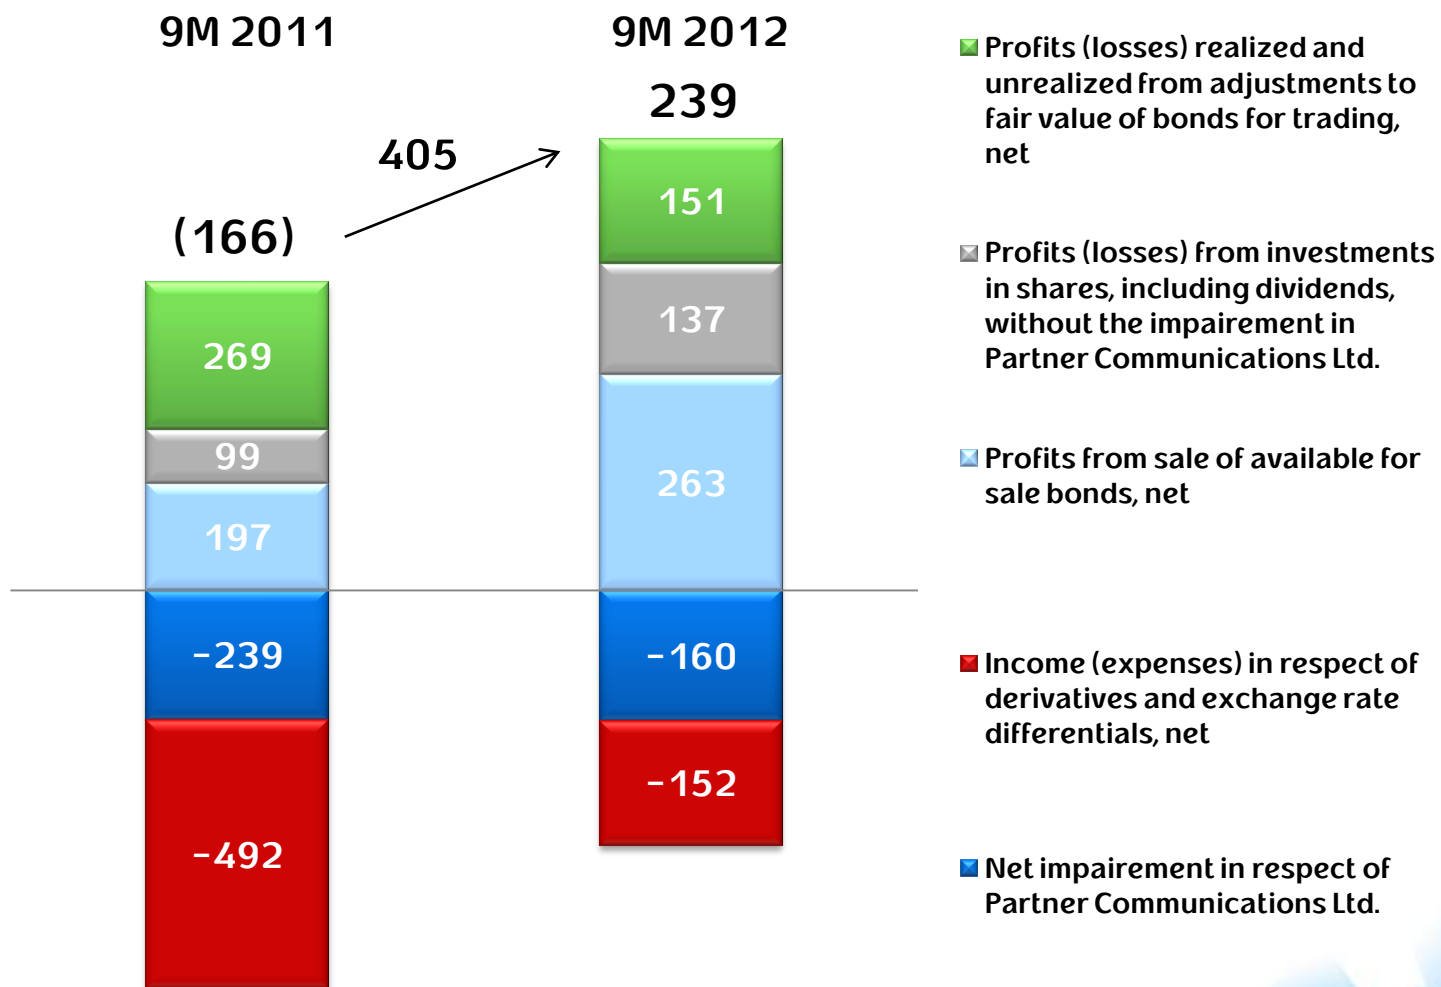 9M 2011
9M 2012
239
405
(166)
269
99
197
-239
-492
151
137
263
-160
-152
Profits (losses) realized and
unrealized from adjustments to
fair value of bonds for trading,
net
Profits (losses) from investments
in shares, including dividends,
without the impairement in
Partner Communications Ltd.
Profits from sale of available for
sale bonds, net
Income (expenses) in respect of
derivatives and exchange rate
differentials, net
Net impairement in respect of
Partner Communications Ltd.